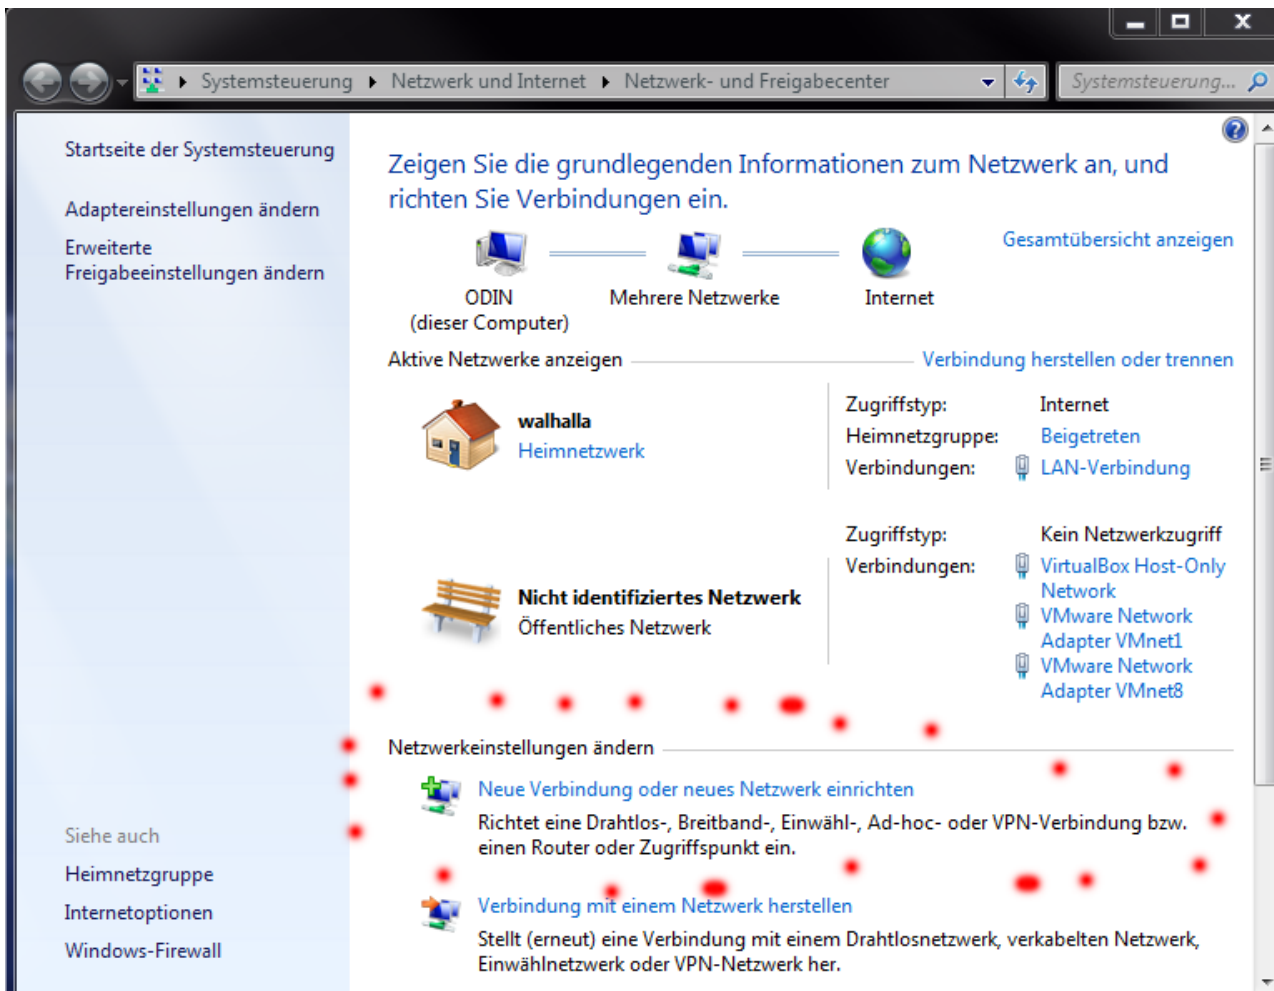 Systemsteuerung ▸ Netzwerk und Internet ▸ Netzwerk- und Freigabecenter
Systemsteuerung...
Startseite der Systemsteuerung
Adaptereinstellungen ändern
Erweiterte
Freigabeeinstellungen ändern
Zeigen Sie die grundlegenden Informationen zum Netzwerk an, und
richten Sie Verbindungen ein.
Gesamtübersicht anzeigen
ODIN
(dieser Computer)
Mehrere Netzwerke
Internet
Aktive Netzwerke anzeigen
Verbindung herstellen oder trennen
walhalla
Heimnetzwerk
Zugriffstyp: Internet
Heimnetzgruppe: Beigetreten
Verbindungen: LAN-Verbindung
Nicht identifiziertes Netzwerk
Öffentliches Netzwerk
Zugriffstyp: Kein Netzwerkzugriff
Verbindungen: VirtualBox Host-Only
Network
VMware Network
Adapter VMnet1
VMware Network
Adapter VMnet8
Netzwerkeinstellungen ändern
Neue Verbindung oder neues Netzwerk einrichten
Richtet eine Drahtlos-, Breitband-, Einwähl-, Ad-hoc- oder VPN-Verbindung bzw.
einen Router oder Zugriffspunkt ein.
Verbindung mit einem Netzwerk herstellen
Stellt (erneut) eine Verbindung mit einem Drahtlosnetzwerk, verkabelten Netzwerk,
Einwählnetzwerk oder VPN-Netzwerk her.
Siehe auch
Heimnetzgruppe
Internetoptionen
Windows-Firewall